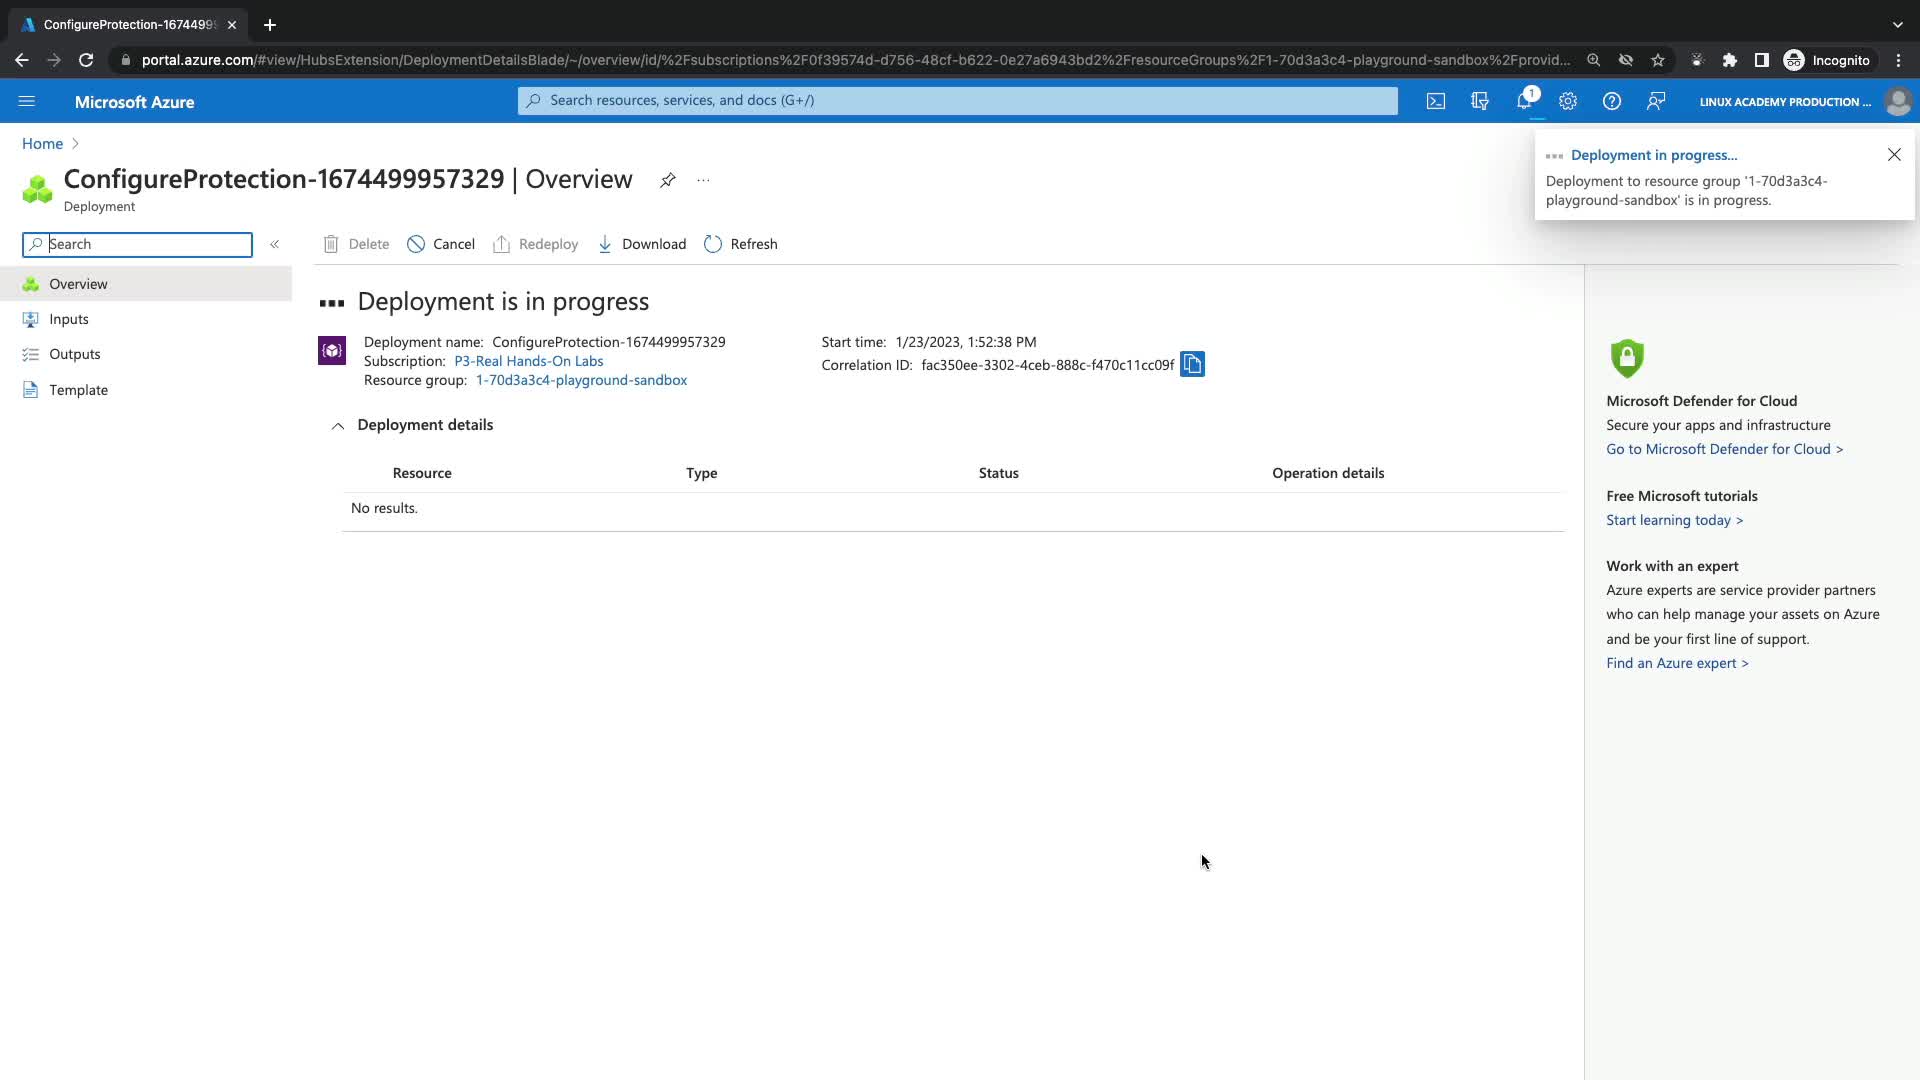 ConfigureProtection-1674499
portal.azure.com/#view/HubsExtension/DeploymentDetailsBlade/~/overview/id/%2Fsubscriptions%2F0f39574d-d756-48cf-b622-0e27a6943bd2%2FresourceGroups%2F1-70d3a3c4-playground-sandbox%2Fprovid...
Incognito
Microsoft Azure
Search resources, services, and docs (G+/)
1
LINUX ACADEMY PRODUCTION ...
Home
Deployment in progress...
Deployment to resource group '1-70d3a3c4-
playground-sandbox' is in progress.
ConfigureProtection-1674499957329 | Overview
Deployment
Search
Delete
Cancel
Redeploy
Download
Refresh
Overview
Inputs
Outputs
Template
Deployment is in progress
Deployment name: ConfigureProtection-1674499957329
Subscription: P3-Real Hands-On Labs
Resource group: 1-70d3a3c4-playground-sandbox
Start time: 1/23/2023, 1:52:38 PM
Correlation ID: fac350ee-3302-4ceb-888c-f470c11cc09f
Deployment details
Resource Type Status Operation details
No results.
Microsoft Defender for Cloud
Secure your apps and infrastructure
Go to Microsoft Defender for Cloud >
Free Microsoft tutorials
Start learning today >
Work with an expert
Azure experts are service provider partners
who can help manage your assets on Azure
and be your first line of support.
Find an Azure expert >